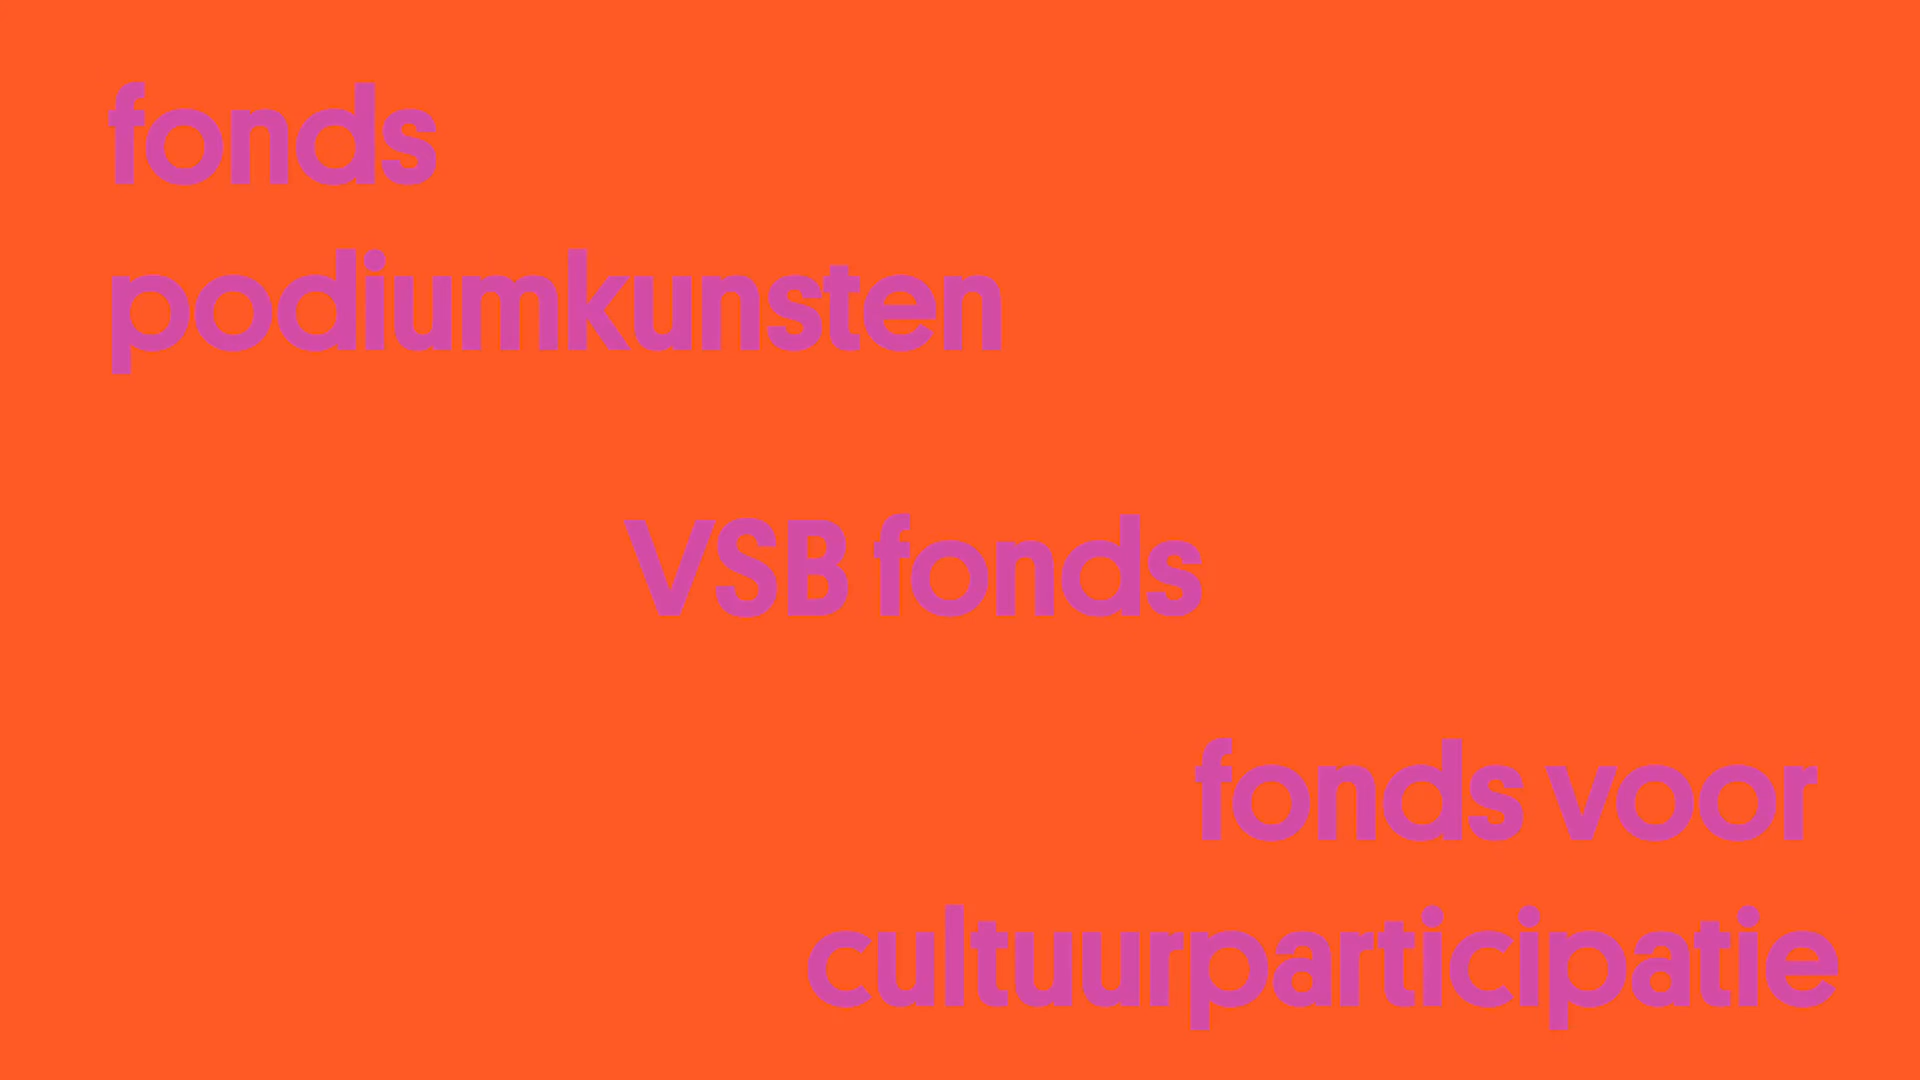 fonds
podiumkunsten
VSB fonds
fonds voor
cultuurparticipatie